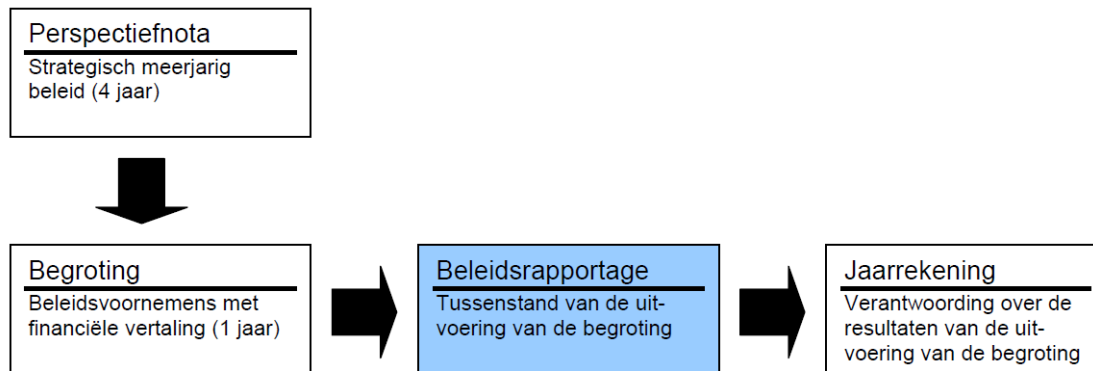 Perspectiefnota
Strategisch meerjarig
beleid (4 jaar)
Begroting
Beleidsvoornemens met
financiële vertaling (1 jaar)
Beleidsrapportage
Tussenstand van de uit-
voering van de begroting
Jaarrekening
Verantwoording over de
resultaten van de uit-
voering van de begroting